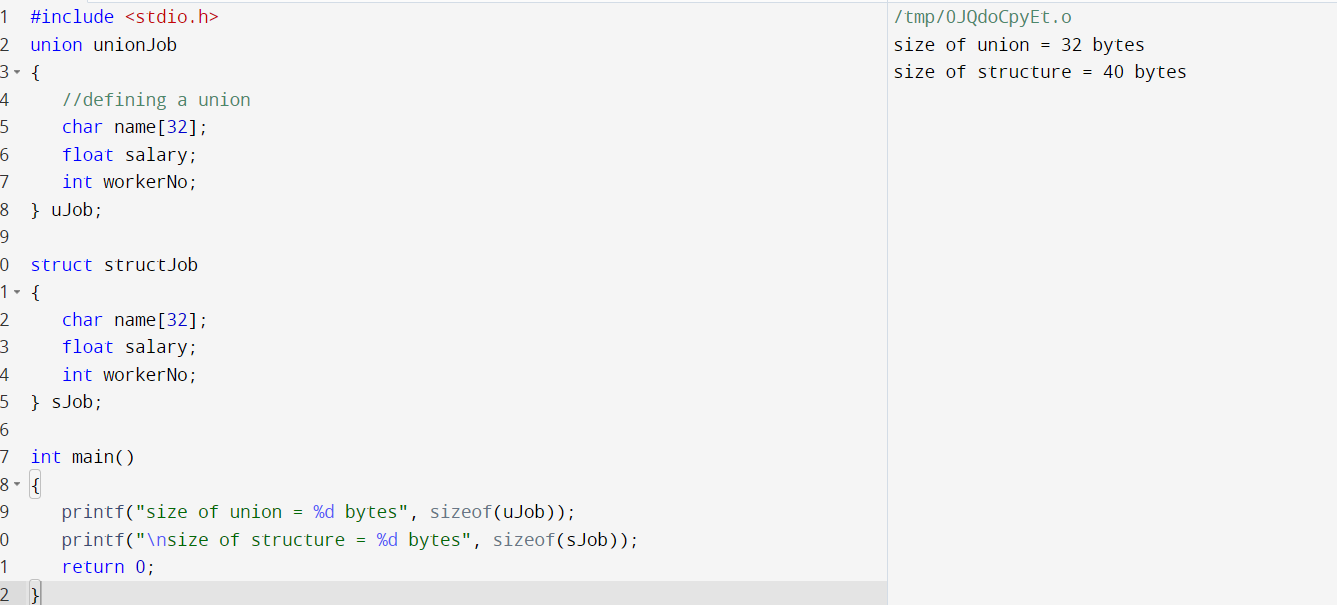 1 #include <stdio.h>
2 union unionJob
3 {
4 //defining a union
5 char name[32];
6 float salary;
7 int workerNo;
8 } uJob;
9
0 struct structJob
1 {
2 char name[32];
3 float salary;
4 int workerNo;
5 } sJob;
6
7 int main()
8 {
9 printf("size of union = %d bytes", sizeof(uJob));
0 printf("\nsize of structure = %d bytes", sizeof(sJob));
1 return 0;
2 }
/tmp/0JQdoCpyEt.o
size of union = 32 bytes
size of structure = 40 bytes